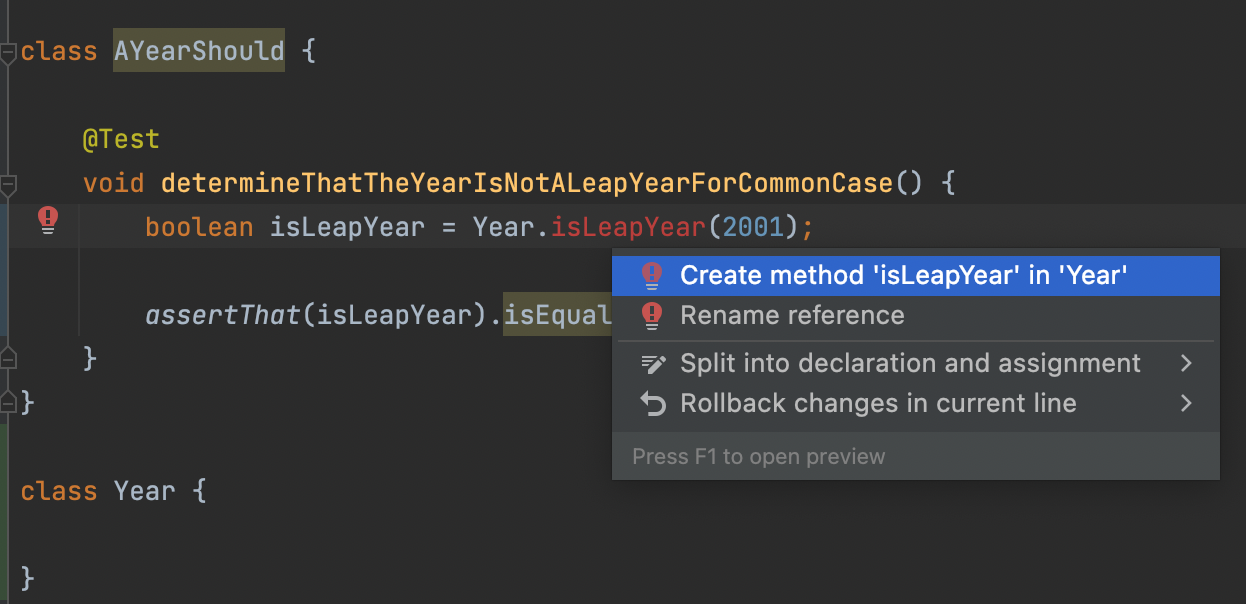 class AYearShould {
@Test
void determineThatTheYearIsNotALeapYearForCommonCase() {
boolean isLeapYear = Year.isLeapYear(2001);
Create method 'isLeapYear' in 'Year'
assertThat(isLeapYear).isEqual
Rename reference
Split into declaration and assignment
}
Rollback changes in current line
}
Press F1 to open preview
class Year {
}